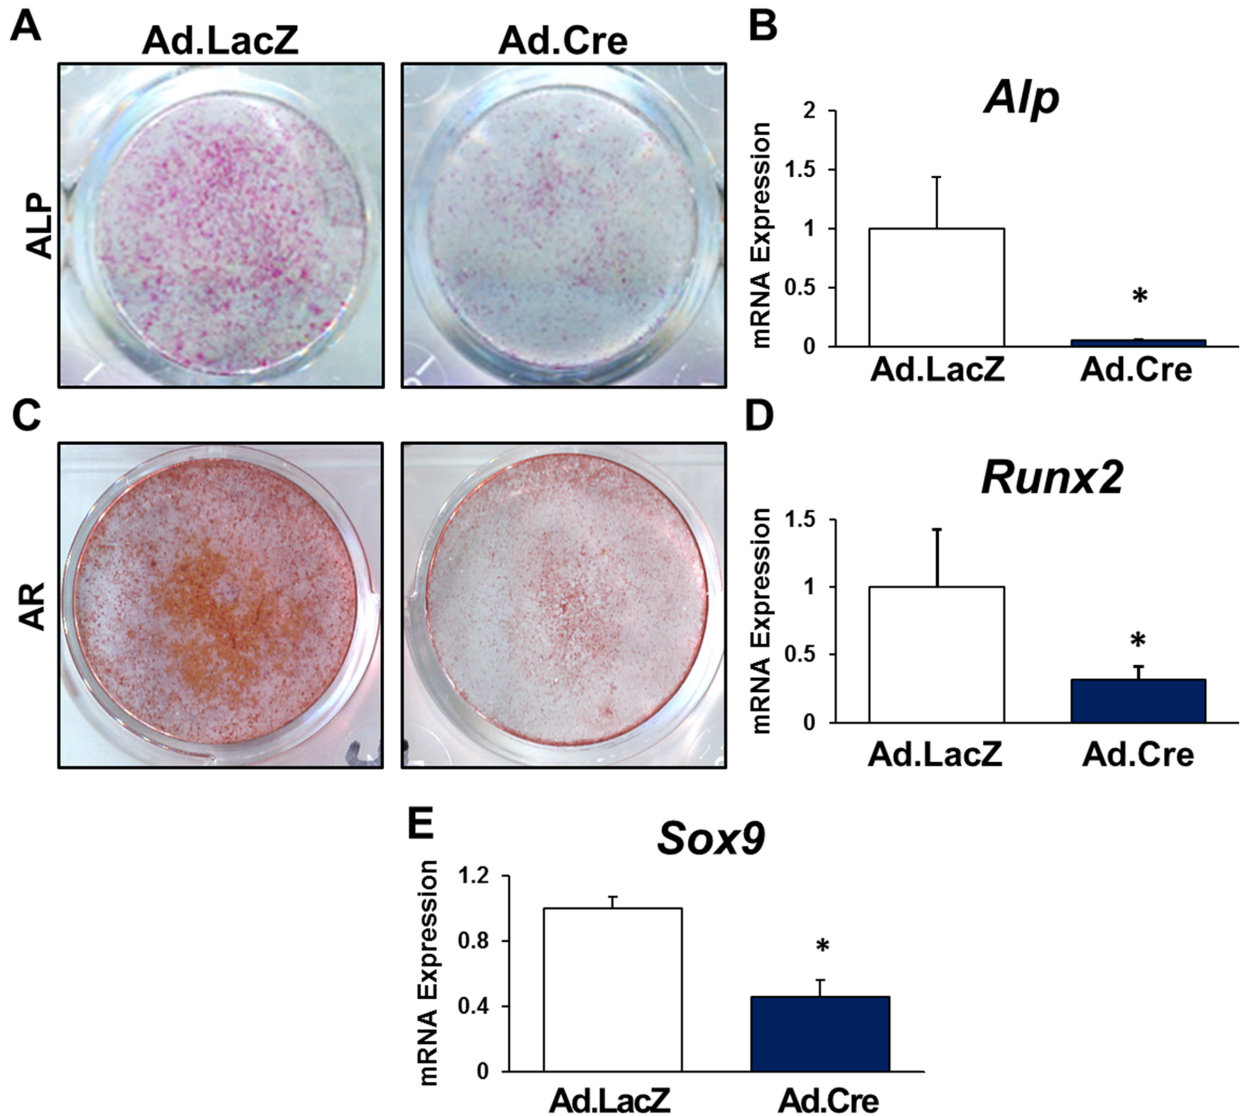 A
Ad.LacZ
Ad.Cre
ALP
B
Alp
mRNA Expression
2
1.5
1
0.5
0
*
Ad.LacZ
Ad.Cre
C
AR
D
Runx2
mRNA Expression
1.5
1
0.5
0
*
Ad.LacZ
Ad.Cre
E
Sox9
mRNA Expression
1.2
0.8
0.4
0
*
Ad.LacZ
Ad.Cre